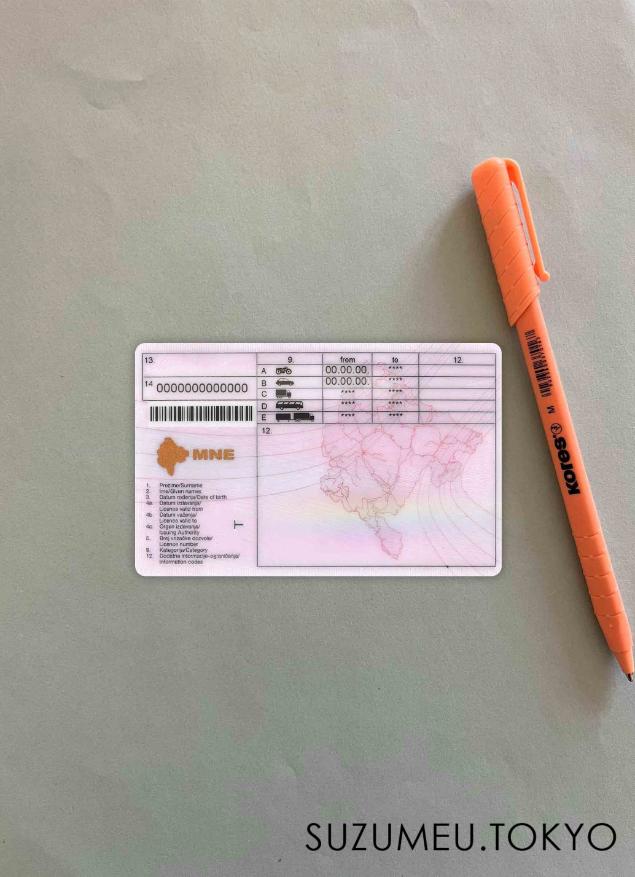 13.
14. 0000000000000
9. from to 12.
A 00.00.00. ****
B 00.00.00. ****
C **** ****
D **** ****
E **** ****
12.
MNE
1. Prezime/Surname
2. Ime/Given names
3. Datum rođenja/Date of birth
4a. Datum izdavanja/
Licence valid from
4b. Datum važenja/
Licence valid to
4c. Organ izdavanja/
Issuing Authority
5. Broj vozačke dozvole/
Licence number
9. Kategorija/Category
12. Dodatne informacije-ograničenja/
Information codes
T
Kores
M
SUZUMEU.TOKYO